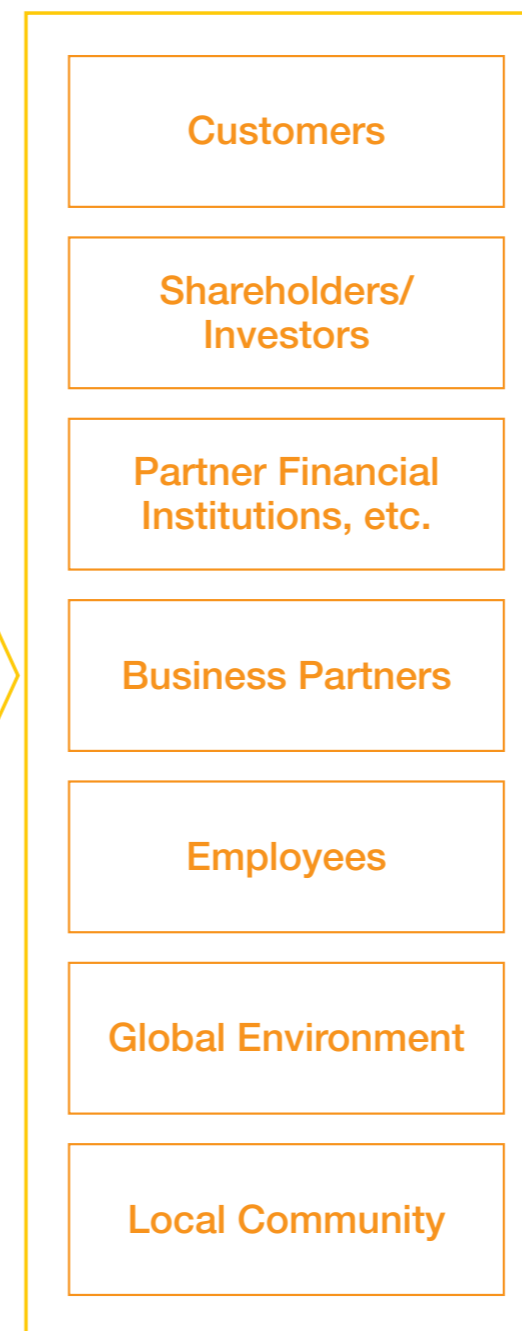 Customers
Shareholders/
Investors
Partner Financial
Institutions, etc.
Business Partners
Employees
Global Environment
Local Community